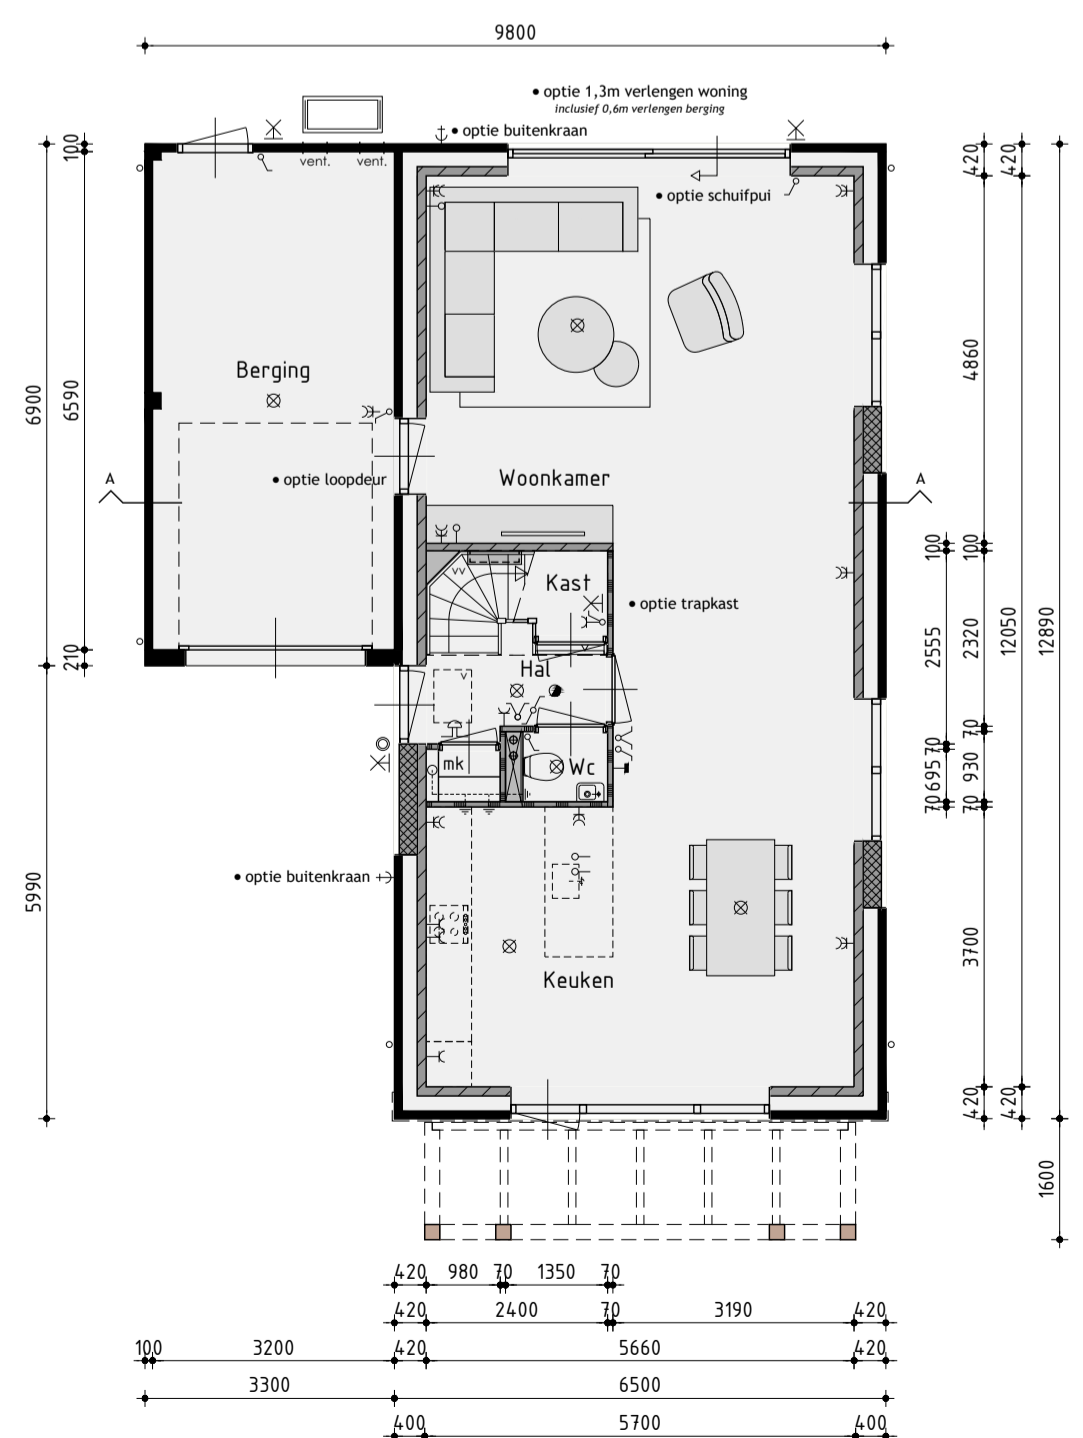 9800
• optie 1,3m verlengen woning
inclusief 0,6m verlengen berging
• optie buitenkraan
vent.
vent.
• optie schuifpui
100
420
420
6900
6590
Berging
4860
• optie loopdeur
Woonkamer
A
A
100
100
vv
Kast
• optie trapkast
2555
2320
12050
12890
210
Hal
v
v
70
70
mk
Wc
695
930
70
70
• optie buitenkraan
5990
3700
Keuken
420
420
1600
420
980
70
1350
70
420
2400
70
3190
420
100
3200
420
5660
420
3300
6500
400
5700
400